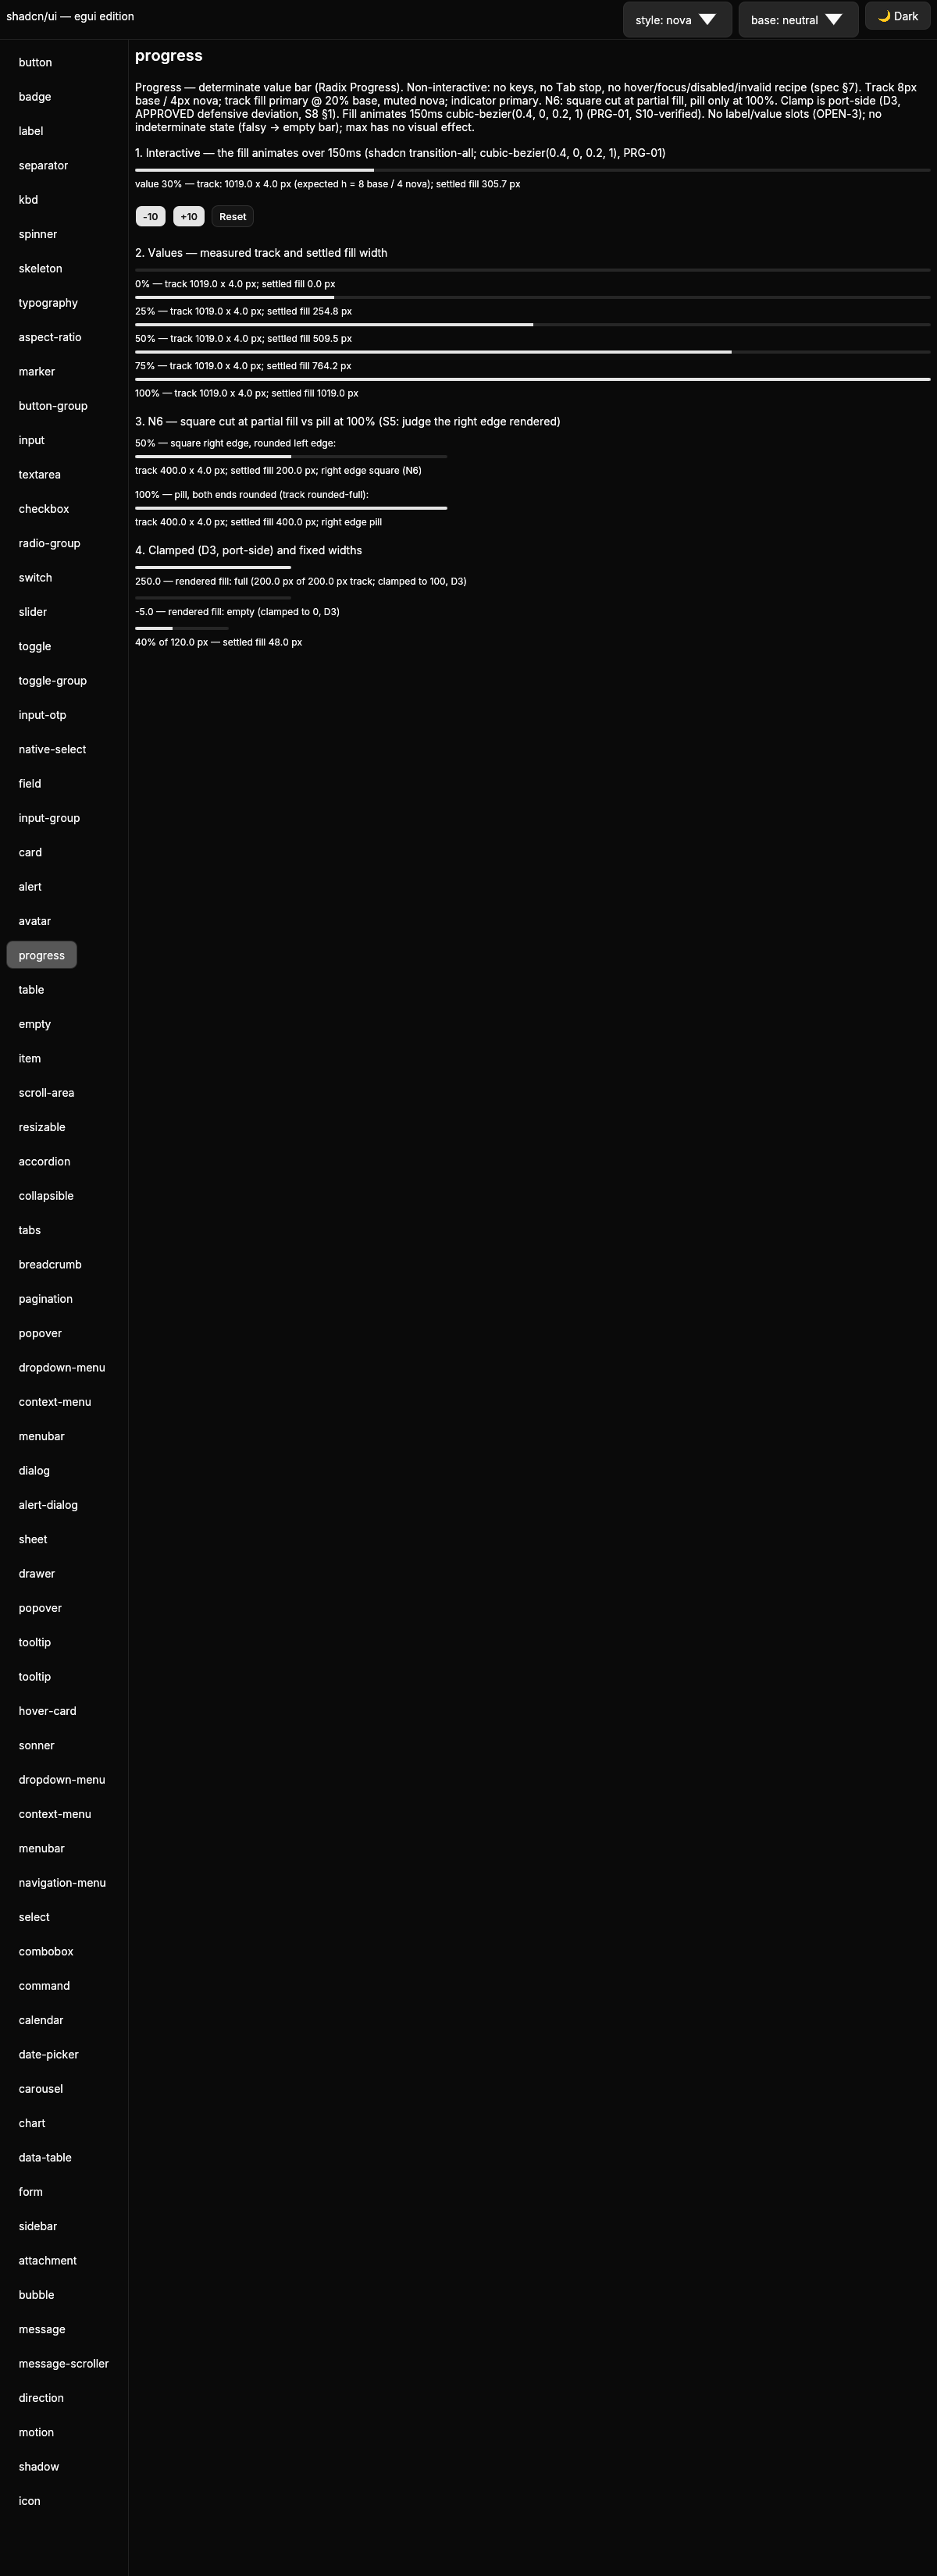 shadcn/ui — egui edition
style: nova
base: neutral
🌙 Dark
button
badge
label
separator
kbd
spinner
skeleton
typography
aspect-ratio
marker
button-group
input
textarea
checkbox
radio-group
switch
slider
toggle
toggle-group
input-otp
native-select
field
input-group
card
alert
avatar
progress
table
empty
item
scroll-area
resizable
accordion
collapsible
tabs
breadcrumb
pagination
popover
dropdown-menu
context-menu
menubar
dialog
alert-dialog
sheet
drawer
popover
tooltip
tooltip
hover-card
sonner
dropdown-menu
context-menu
menubar
navigation-menu
select
combobox
command
calendar
date-picker
carousel
chart
data-table
form
sidebar
attachment
bubble
message
message-scroller
direction
motion
shadow
icon
progress
Progress — determinate value bar (Radix Progress). Non-interactive: no keys, no Tab stop, no hover/focus/disabled/invalid recipe (spec §7). Track 8px
base / 4px nova; track fill primary @ 20% base, muted nova; indicator primary. N6: square cut at partial fill, pill only at 100%. Clamp is port-side (D3,
APPROVED defensive deviation, S8 §1). Fill animates 150ms cubic-bezier(0.4, 0, 0.2, 1) (PRG-01, S10-verified). No label/value slots (OPEN-3); no
indeterminate state (falsy → empty bar); max has no visual effect.
1. Interactive — the fill animates over 150ms (shadcn transition-all; cubic-bezier(0.4, 0, 0.2, 1), PRG-01)
value 30% — track: 1019.0 x 4.0 px (expected h = 8 base / 4 nova); settled fill 305.7 px
-10
+10
Reset
2. Values — measured track and settled fill width
0% — track 1019.0 x 4.0 px; settled fill 0.0 px
25% — track 1019.0 x 4.0 px; settled fill 254.8 px
50% — track 1019.0 x 4.0 px; settled fill 509.5 px
75% — track 1019.0 x 4.0 px; settled fill 764.2 px
100% — track 1019.0 x 4.0 px; settled fill 1019.0 px
3. N6 — square cut at partial fill vs pill at 100% (S5: judge the right edge rendered)
50% — square right edge, rounded left edge:
track 400.0 x 4.0 px; settled fill 200.0 px; right edge square (N6)
100% — pill, both ends rounded (track rounded-full):
track 400.0 x 4.0 px; settled fill 400.0 px; right edge pill
4. Clamped (D3, port-side) and fixed widths
250.0 — rendered fill: full (200.0 px of 200.0 px track; clamped to 100, D3)
-5.0 — rendered fill: empty (clamped to 0, D3)
40% of 120.0 px — settled fill 48.0 px